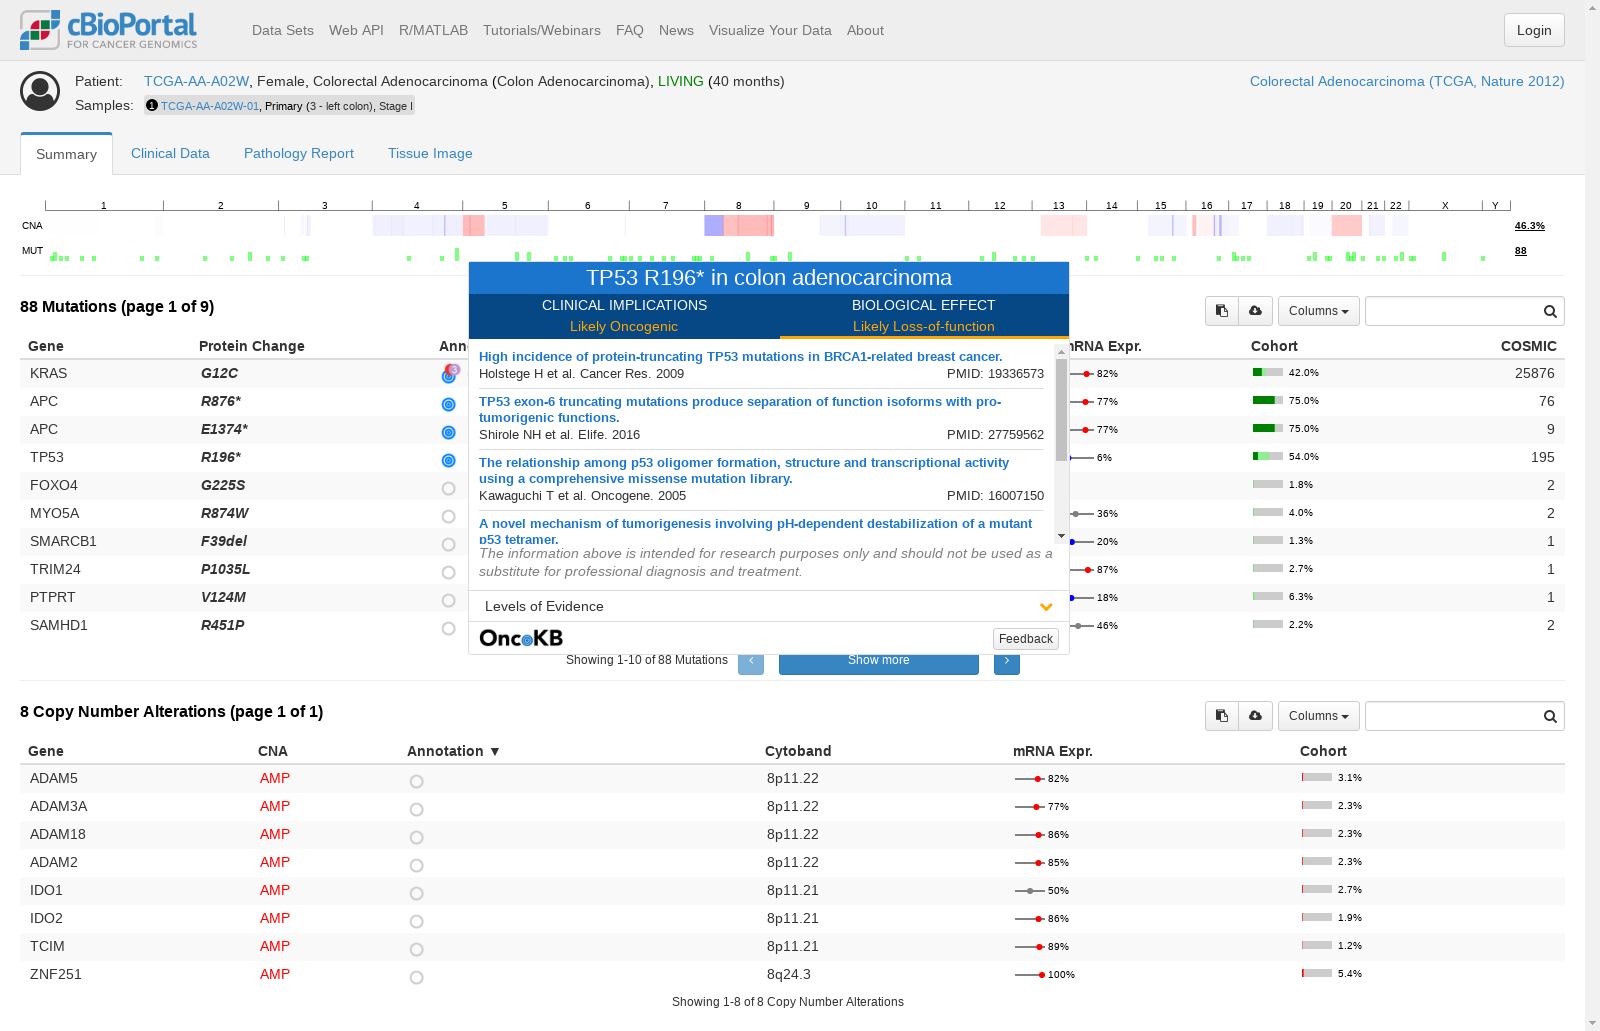 cBioPortal
FOR CANCER GENOMICS
Data Sets Web API R/MATLAB Tutorials/Webinars FAQ News Visualize Your Data About
Login
Patient: TCGA-AA-A02W, Female, Colorectal Adenocarcinoma (Colon Adenocarcinoma), LIVING (40 months)
Colorectal Adenocarcinoma (TCGA, Nature 2012)
Samples: 1 TCGA-AA-A02W-01, Primary (3 - left colon), Stage I
Summary Clinical Data Pathology Report Tissue Image
1 2 3 4 5 6 7 8 9 10 11 12 13 14 15 16 17 18 19 20 21 22 X Y
CNA 46.3%
MUT 88
88 Mutations (page 1 of 9)
Columns
Gene Protein Change Ann mRNA Expr. Cohort COSMIC
KRAS G12C 3 82% 42.0% 25876
APC R876* 77% 75.0% 76
APC E1374* 77% 75.0% 9
TP53 R196* 6% 54.0% 195
FOXO4 G225S 1.8% 2
MYO5A R874W 36% 4.0% 2
SMARCB1 F39del 20% 1.3% 1
TRIM24 P1035L 87% 2.7% 1
PTPRT V124M 18% 6.3% 1
SAMHD1 R451P 46% 2.2% 2
TP53 R196* in colon adenocarcinoma
CLINICAL IMPLICATIONS BIOLOGICAL EFFECT
Likely Oncogenic Likely Loss-of-function
High incidence of protein-truncating TP53 mutations in BRCA1-related breast cancer.
Holstege H et al. Cancer Res. 2009 PMID: 19336573
TP53 exon-6 truncating mutations produce separation of function isoforms with pro-
tumorigenic functions.
Shirole NH et al. Elife. 2016 PMID: 27759562
The relationship among p53 oligomer formation, structure and transcriptional activity
using a comprehensive missense mutation library.
Kawaguchi T et al. Oncogene. 2005 PMID: 16007150
A novel mechanism of tumorigenesis involving pH-dependent destabilization of a mutant
p53 tetramer.
The information above is intended for research purposes only and should not be used as a
substitute for professional diagnosis and treatment.
Levels of Evidence
OncoKB Feedback
Showing 1-10 of 88 Mutations ‹ Show more ›
8 Copy Number Alterations (page 1 of 1)
Columns
Gene CNA Annotation ▼ Cytoband mRNA Expr. Cohort
ADAM5 AMP 8p11.22 82% 3.1%
ADAM3A AMP 8p11.22 77% 2.3%
ADAM18 AMP 8p11.22 86% 2.3%
ADAM2 AMP 8p11.22 85% 2.3%
IDO1 AMP 8p11.21 50% 2.7%
IDO2 AMP 8p11.21 86% 1.9%
TCIM AMP 8p11.21 89% 1.2%
ZNF251 AMP 8q24.3 100% 5.4%
Showing 1-8 of 8 Copy Number Alterations